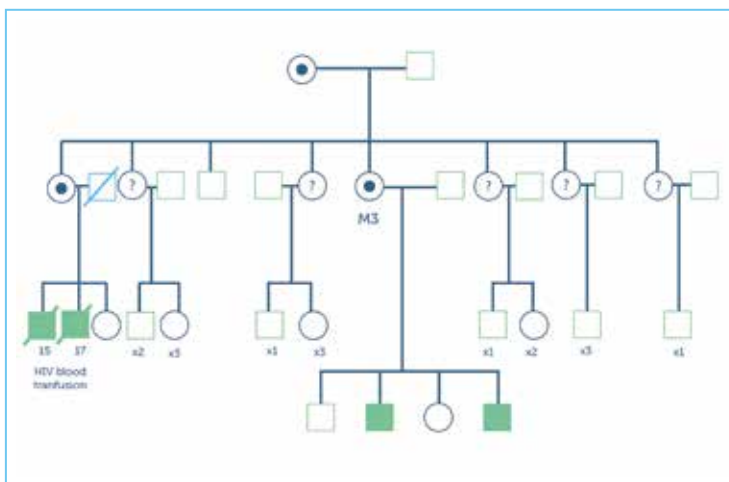 ? ? ? ? ?
M3
15 17 x2 x3 x1 x3 x1 x2 x3 x1
HIV blood
tranfusion